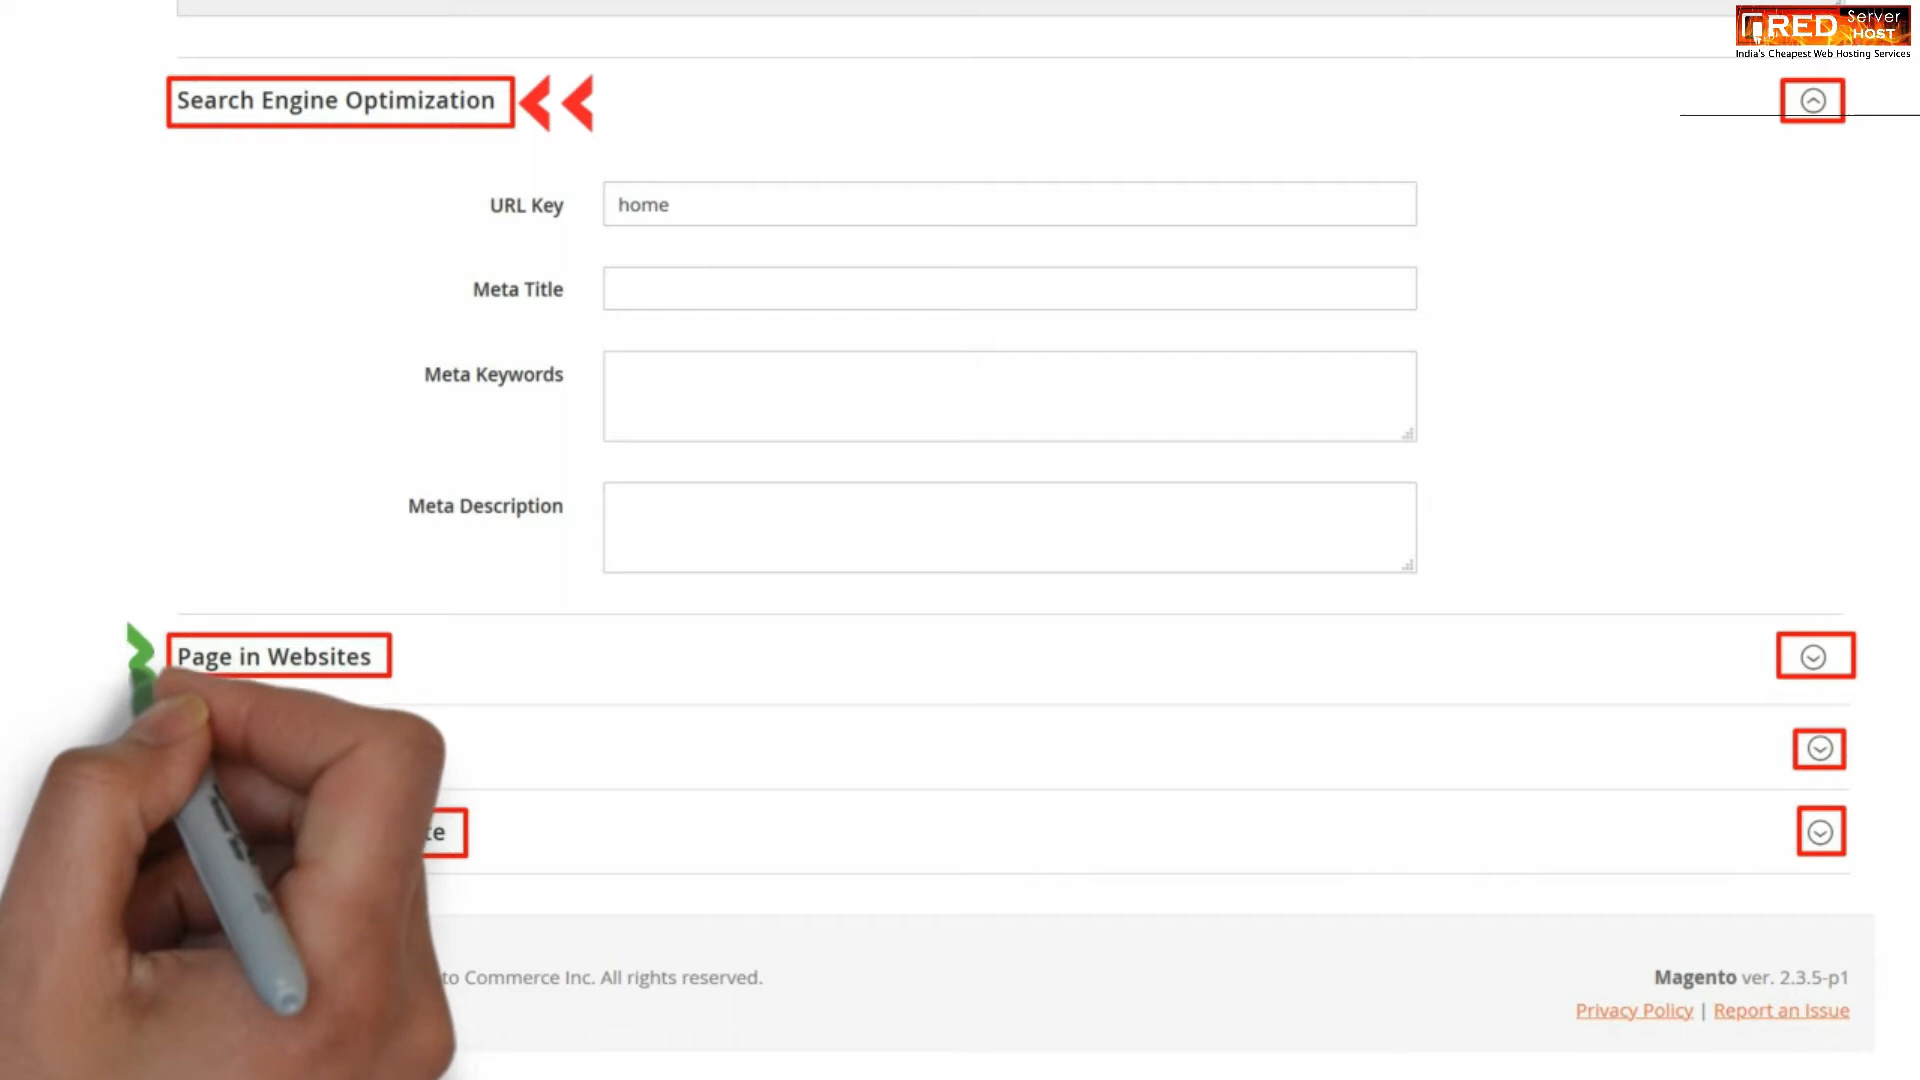 RED Server
HOST
India's Cheapest Web Hosting Services
Search Engine Optimization
URL Key
home
Meta Title
Meta Keywords
Meta Description
Page in Websites
to Commerce Inc. All rights reserved.
Magento ver. 2.3.5-p1
Privacy Policy | Report an Issue